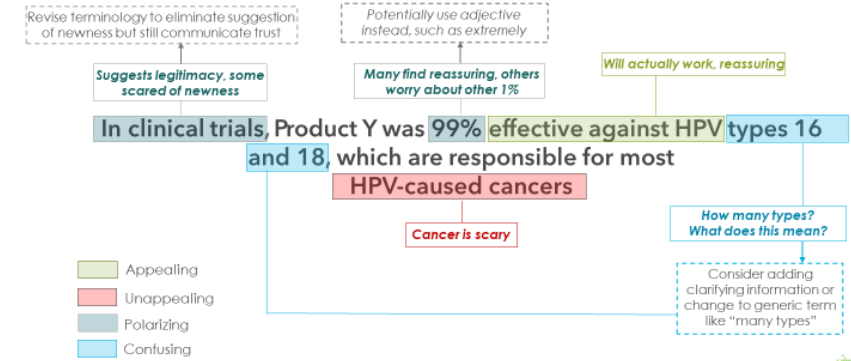 Revise terminology to eliminate suggestion
of newness but still communicate trust
Potentially use adjective
instead, such as extremely
Suggests legitimacy, some
scared of newness
Many find reassuring, others
worry about other 1%
Will actually work, reassuring
In clinical trials, Product Y was 99% effective against HPV types 16
and 18, which are responsible for most
HPV-caused cancers
Cancer is scary
How many types?
What does this mean?
Consider adding
clarifying information or
change to generic term
like “many types”
Appealing
Unappealing
Polarizing
Confusing